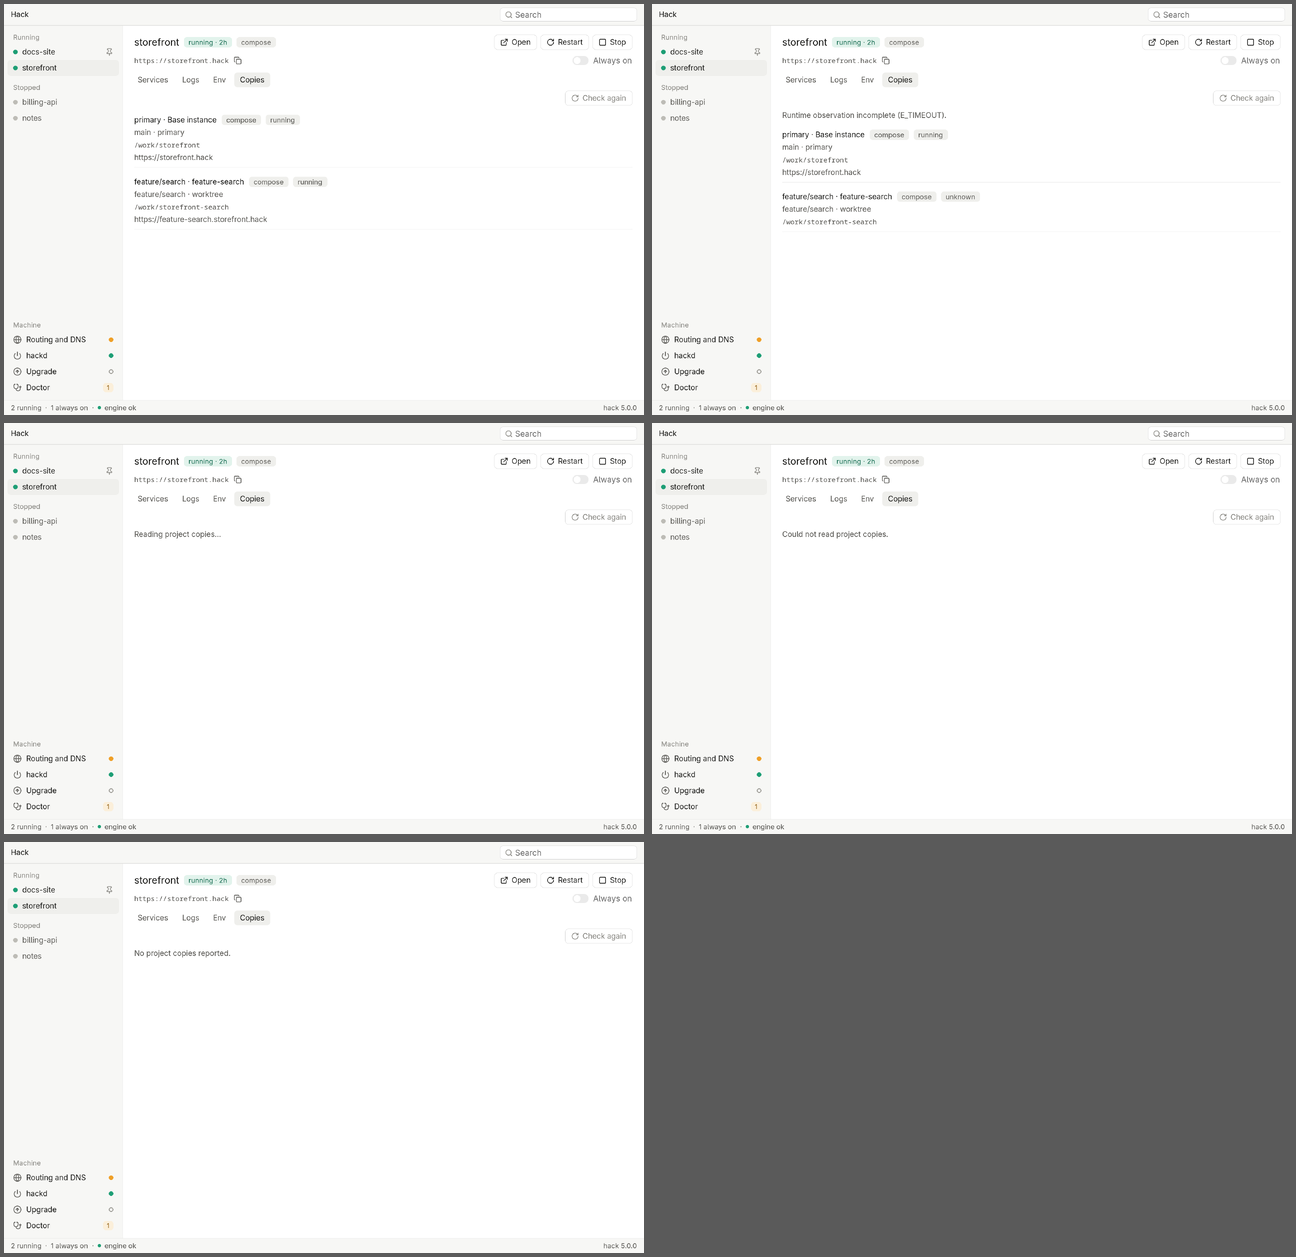 Hack
Search
Running
docs-site
storefront
Stopped
billing-api
notes
Machine
Routing and DNS
hackd
Upgrade
Doctor 1
storefront running · 2h compose
Open Restart Stop
https://storefront.hack
Always on
Services Logs Env Copies
Check again
primary · Base instance compose running
main · primary
/work/storefront
https://storefront.hack
feature/search · feature-search compose running
feature/search · worktree
/work/storefront-search
https://feature-search.storefront.hack
2 running · 1 always on · engine ok
hack 5.0.0
Hack
Search
Running
docs-site
storefront
Stopped
billing-api
notes
Machine
Routing and DNS
hackd
Upgrade
Doctor 1
storefront running · 2h compose
Open Restart Stop
https://storefront.hack
Always on
Services Logs Env Copies
Check again
Runtime observation incomplete (E_TIMEOUT).
primary · Base instance compose running
main · primary
/work/storefront
https://storefront.hack
feature/search · feature-search compose unknown
feature/search · worktree
/work/storefront-search
2 running · 1 always on · engine ok
hack 5.0.0
Hack
Search
Running
docs-site
storefront
Stopped
billing-api
notes
Machine
Routing and DNS
hackd
Upgrade
Doctor 1
storefront running · 2h compose
Open Restart Stop
https://storefront.hack
Always on
Services Logs Env Copies
Check again
Reading project copies...
2 running · 1 always on · engine ok
hack 5.0.0
Hack
Search
Running
docs-site
storefront
Stopped
billing-api
notes
Machine
Routing and DNS
hackd
Upgrade
Doctor 1
storefront running · 2h compose
Open Restart Stop
https://storefront.hack
Always on
Services Logs Env Copies
Check again
Could not read project copies.
2 running · 1 always on · engine ok
hack 5.0.0
Hack
Search
Running
docs-site
storefront
Stopped
billing-api
notes
Machine
Routing and DNS
hackd
Upgrade
Doctor 1
storefront running · 2h compose
Open Restart Stop
https://storefront.hack
Always on
Services Logs Env Copies
Check again
No project copies reported.
2 running · 1 always on · engine ok
hack 5.0.0